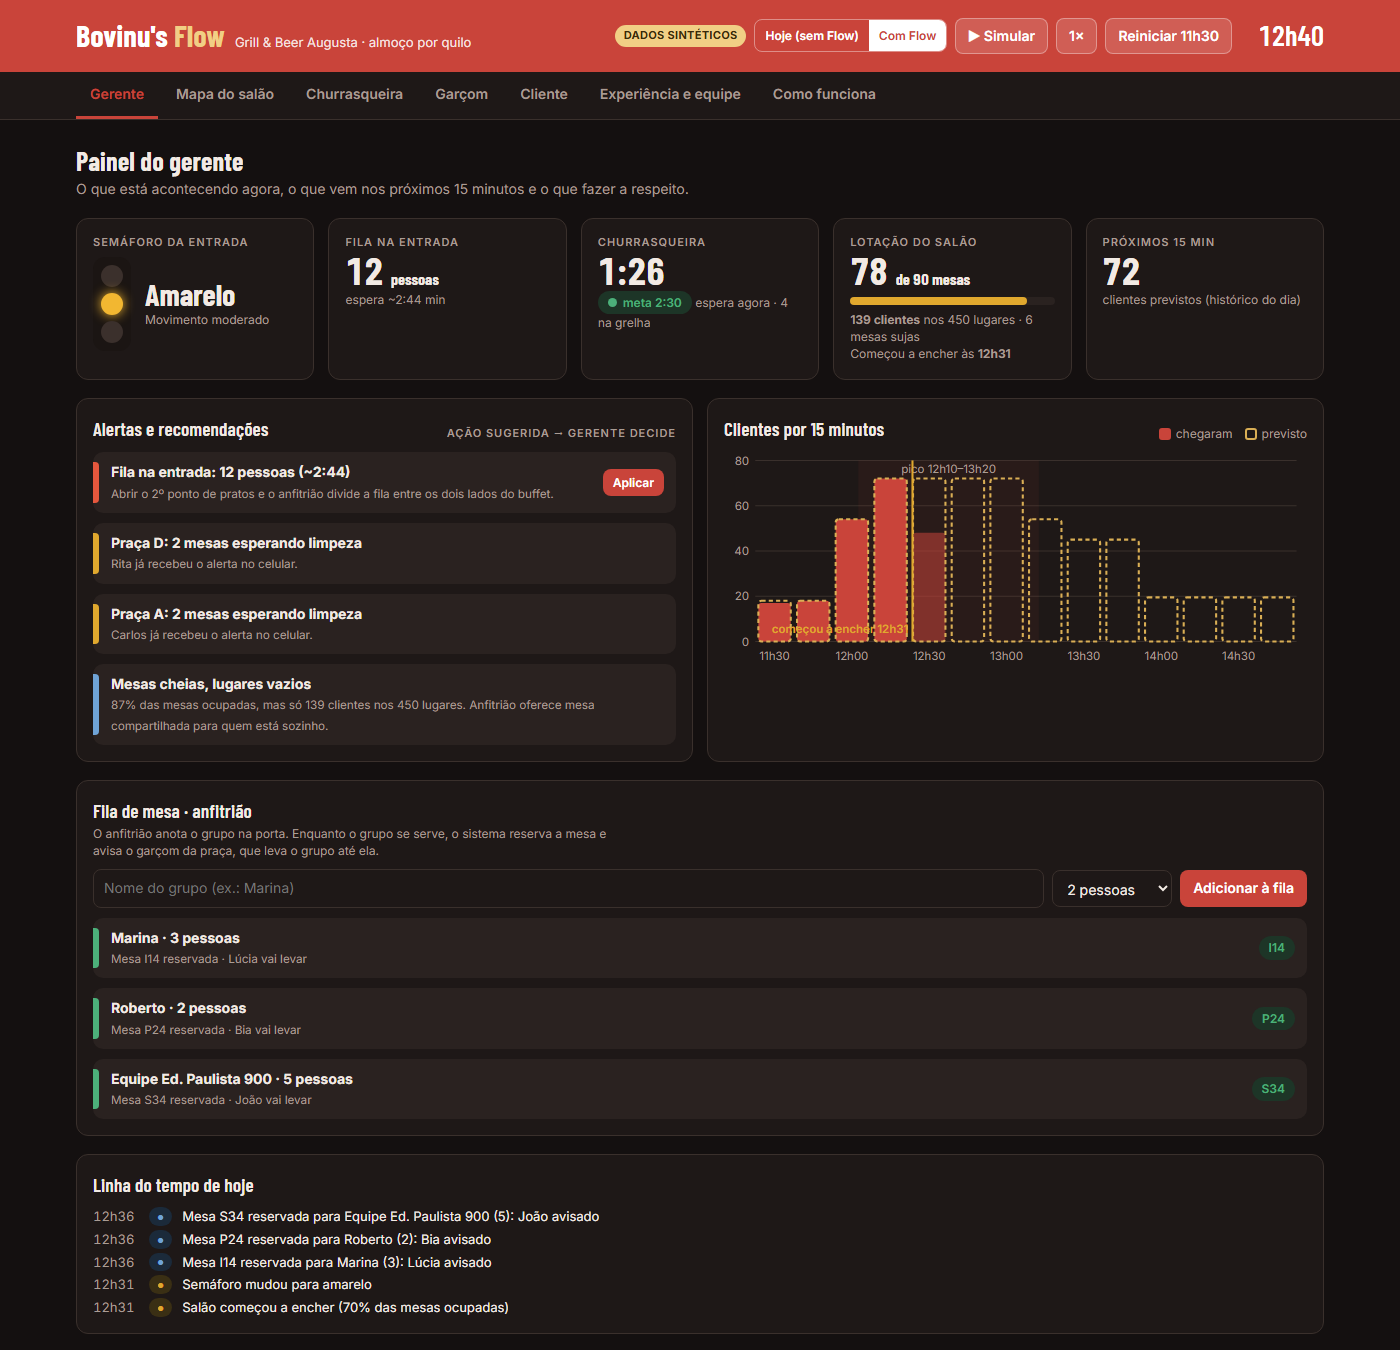 Bovinu's Flow
Grill & Beer Augusta · almoço por quilo
DADOS SINTÉTICOS
Hoje (sem Flow)
Com Flow
▶ Simular
1×
Reiniciar 11h30
12h40
Gerente
Mapa do salão
Churrasqueira
Garçom
Cliente
Experiência e equipe
Como funciona
Painel do gerente
O que está acontecendo agora, o que vem nos próximos 15 minutos e o que fazer a respeito.
SEMÁFORO DA ENTRADA
Amarelo
Movimento moderado
FILA NA ENTRADA
12 pessoas
espera ~2:44 min
CHURRASQUEIRA
1:26
● meta 2:30 espera agora · 4
na grelha
LOTAÇÃO DO SALÃO
78 de 90 mesas
139 clientes nos 450 lugares · 6
mesas sujas
Começou a encher às 12h31
PRÓXIMOS 15 MIN
72
clientes previstos (histórico do dia)
Alertas e recomendações
AÇÃO SUGERIDA → GERENTE DECIDE
Fila na entrada: 12 pessoas (~2:44)
Abrir o 2º ponto de pratos e o anfitrião divide a fila entre os dois lados do buffet.
Aplicar
Praça D: 2 mesas esperando limpeza
Rita já recebeu o alerta no celular.
Praça A: 2 mesas esperando limpeza
Carlos já recebeu o alerta no celular.
Mesas cheias, lugares vazios
87% das mesas ocupadas, mas só 139 clientes nos 450 lugares. Anfitrião oferece mesa
compartilhada para quem está sozinho.
Clientes por 15 minutos
chegaram
previsto
pico 12h10–13h20
80
60
40
20
0
começou a encher 12h31
11h30
12h00
12h30
13h00
13h30
14h00
14h30
Fila de mesa · anfitrião
O anfitrião anota o grupo na porta. Enquanto o grupo se serve, o sistema reserva a mesa e
avisa o garçom da praça, que leva o grupo até ela.
Nome do grupo (ex.: Marina)
2 pessoas
Adicionar à fila
Marina · 3 pessoas
Mesa I14 reservada · Lúcia vai levar
I14
Roberto · 2 pessoas
Mesa P24 reservada · Bia vai levar
P24
Equipe Ed. Paulista 900 · 5 pessoas
Mesa S34 reservada · João vai levar
S34
Linha do tempo de hoje
12h36 Mesa S34 reservada para Equipe Ed. Paulista 900 (5): João avisado
12h36 Mesa P24 reservada para Roberto (2): Bia avisado
12h36 Mesa I14 reservada para Marina (3): Lúcia avisado
12h31 Semáforo mudou para amarelo
12h31 Salão começou a encher (70% das mesas ocupadas)